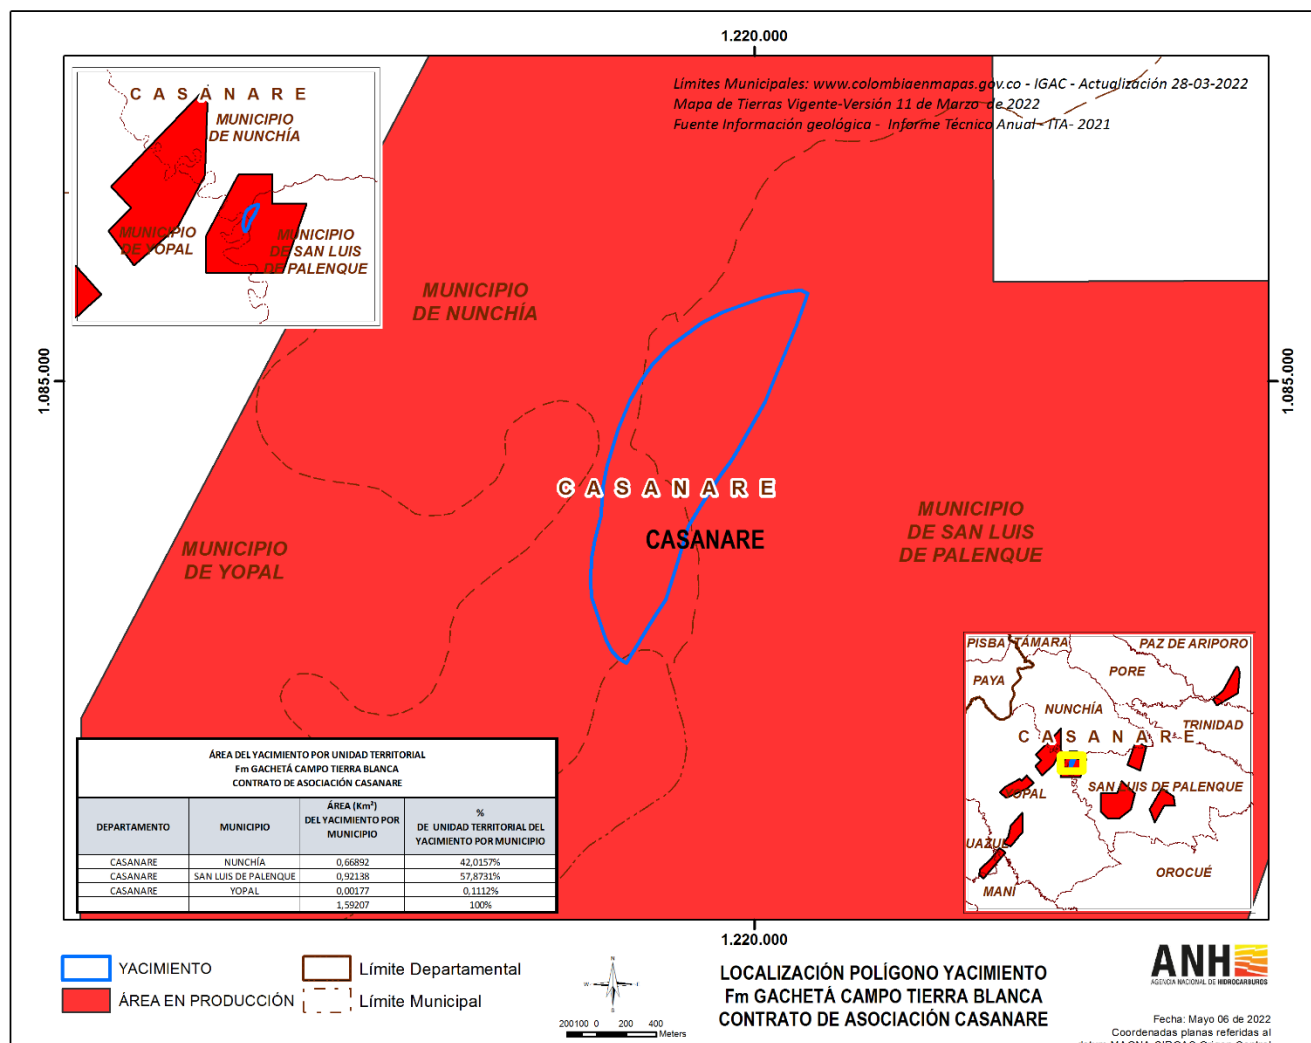 1.220.000
Límites Municipales: www.colombiaenmapas.gov.co - IGAC - Actualización 28-03-2022
Mapa de Tierras Vigente-Versión 11 de Marzo de 2022
Fuente Información geológica - Informe Técnico Anual - ITA- 2021
CASANARE
MUNICIPIO
DE NUNCHÍA
MUNICIPIO
DE YOPAL
MUNICIPIO
DE SAN LUIS
DE PALENQUE
MUNICIPIO
DE NUNCHÍA
1.085.000
1.085.000
CASANARE
CASANARE
MUNICIPIO
DE YOPAL
MUNICIPIO
DE SAN LUIS
DE PALENQUE
PISBA
TÁMARA
PAZ DE ARIPORO
PORE
PAYA
NUNCHÍA
TRINIDAD
CASANARE
SAN LUIS DE PALENQUE
YOPAL
UAZUL
OROCUÉ
MANÍ
ÁREA DEL YACIMIENTO POR UNIDAD TERRITORIAL
Fm GACHETÁ CAMPO TIERRA BLANCA
CONTRATO DE ASOCIACIÓN CASANARE
DEPARTAMENTO MUNICIPIO ÁREA (Km²) DEL YACIMIENTO POR MUNICIPIO % DE UNIDAD TERRITORIAL DEL YACIMIENTO POR MUNICIPIO
CASANARE NUNCHÍA 0,66892 42,0157%
CASANARE SAN LUIS DE PALENQUE 0,92138 57,8731%
CASANARE YOPAL 0,00177 0,1112%
1,59207 100%
1.220.000
YACIMIENTO
Límite Departamental
ÁREA EN PRODUCCIÓN
Límite Municipal
N
W E
S
200 100 0 200 400
Meters
LOCALIZACIÓN POLÍGONO YACIMIENTO
Fm GACHETÁ CAMPO TIERRA BLANCA
CONTRATO DE ASOCIACIÓN CASANARE
ANH
AGENCIA NACIONAL DE HIDROCARBUROS
Fecha: Mayo 06 de 2022
Coordenadas planas referidas al